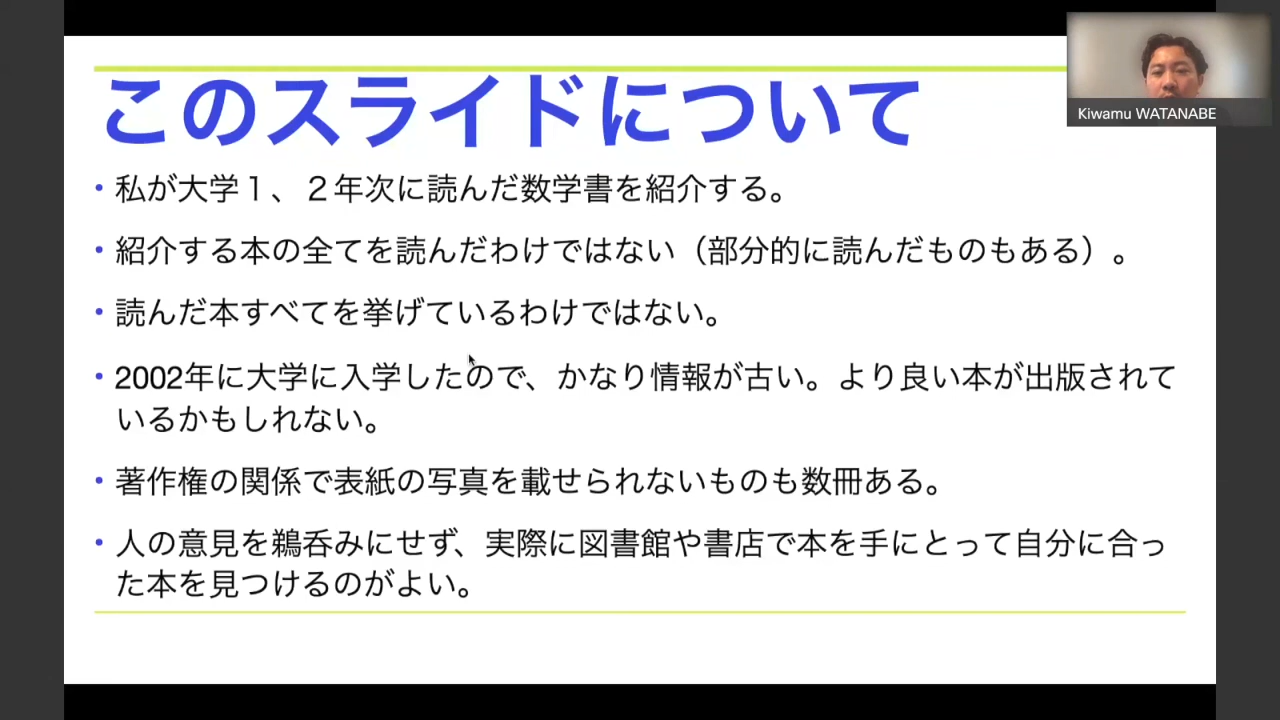 このスライドについて
Kiwamu WATANABE
• 私が大学１、２年次に読んだ数学書を紹介する。
• 紹介する本の全てを読んだわけではない（部分的に読んだものもある）。
• 読んだ本すべてを挙げているわけではない。
• 2002年に大学に入学したので、かなり情報が古い。より良い本が出版されて
いるかもしれない。
• 著作権の関係で表紙の写真を載せられないものも数冊ある。
• 人の意見を鵜呑みにせず、実際に図書館や書店で本を手にとって自分に合っ
た本を見つけるのがよい。